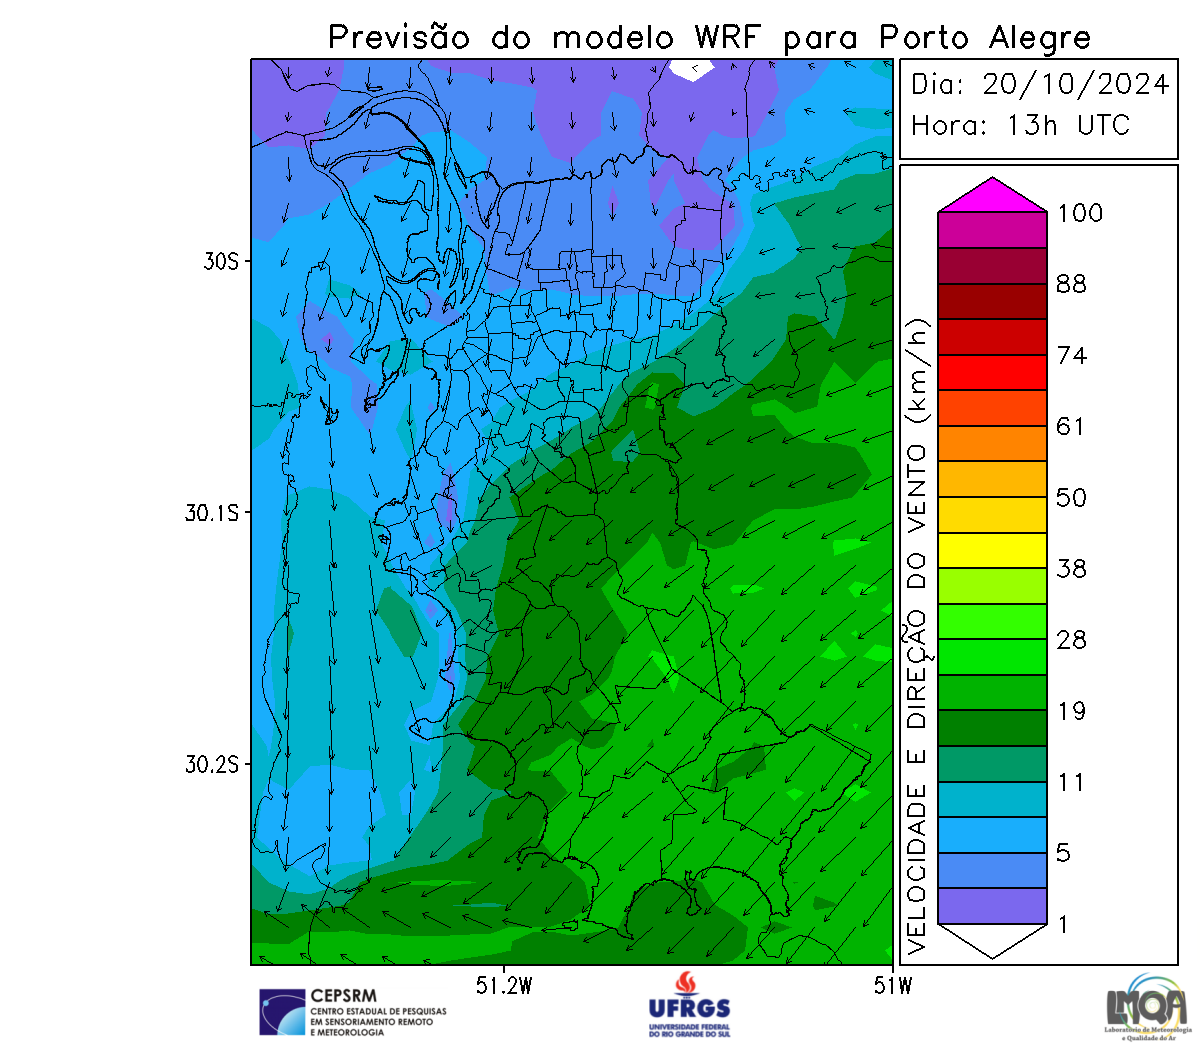 Previsão do modelo WRF para Porto Alegre
Dia: 20/10/2024
Hora: 13h UTC
30S
30.1S
30.2S
51.2W
51W
VELOCIDADE E DIREÇÃO DO VENTO (km/h)
100
88
74
61
50
38
28
19
11
5
1
CEPSRM
CENTRO ESTADUAL DE PESQUISAS
EM SENSORIAMENTO REMOTO
E METEOROLOGIA
UFRGS
UNIVERSIDADE FEDERAL
DO RIO GRANDE DO SUL
LMQA
Laboratório de Meteorologia
e Qualidade do Ar